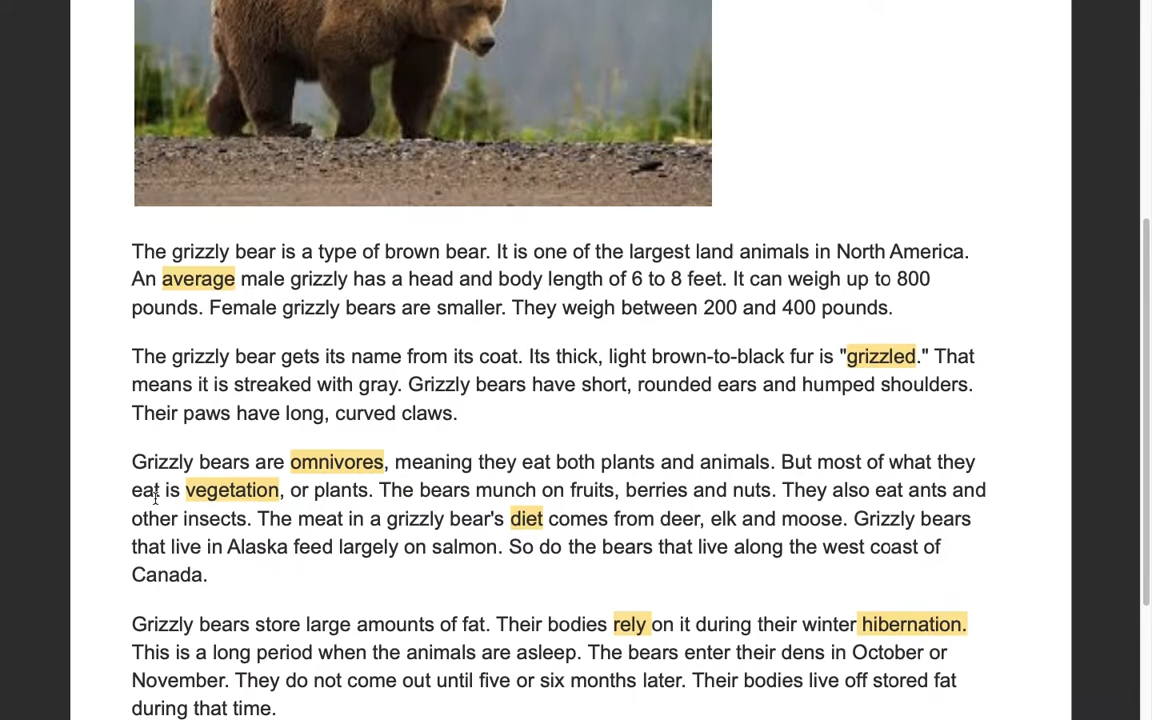 The grizzly bear is a type of brown bear. It is one of the largest land animals in North America.
An average male grizzly has a head and body length of 6 to 8 feet. It can weigh up to 800
pounds. Female grizzly bears are smaller. They weigh between 200 and 400 pounds.
The grizzly bear gets its name from its coat. Its thick, light brown-to-black fur is "grizzled." That
means it is streaked with gray. Grizzly bears have short, rounded ears and humped shoulders.
Their paws have long, curved claws.
Grizzly bears are omnivores, meaning they eat both plants and animals. But most of what they
eat is vegetation, or plants. The bears munch on fruits, berries and nuts. They also eat ants and
other insects. The meat in a grizzly bear's diet comes from deer, elk and moose. Grizzly bears
that live in Alaska feed largely on salmon. So do the bears that live along the west coast of
Canada.
Grizzly bears store large amounts of fat. Their bodies rely on it during their winter hibernation.
This is a long period when the animals are asleep. The bears enter their dens in October or
November. They do not come out until five or six months later. Their bodies live off stored fat
during that time.